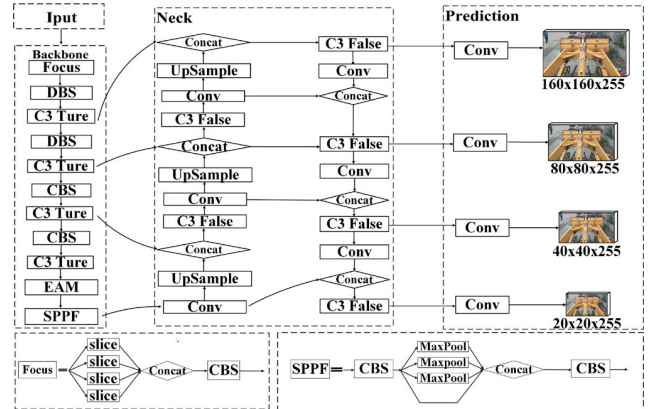 Iput
Backbone
Focus
DBS
C3 Ture
DBS
C3 Ture
CBS
C3 Ture
CBS
C3 Ture
EAM
SPPF
Neck
Concat
UpSample
Conv
C3 False
Concat
UpSample
Conv
C3 False
Concat
UpSample
Conv
C3 False
Conv
Concat
C3 False
Conv
Concat
C3 False
Conv
Concat
C3 False
Prediction
Conv
160x160x255
Conv
80x80x255
Conv
40x40x255
Conv
20x20x255
Focus
=
slice
slice
slice
slice
Concat
CBS
SPPF
=
CBS
MaxPool
Maxpool
MaxPool
Concat
CBS